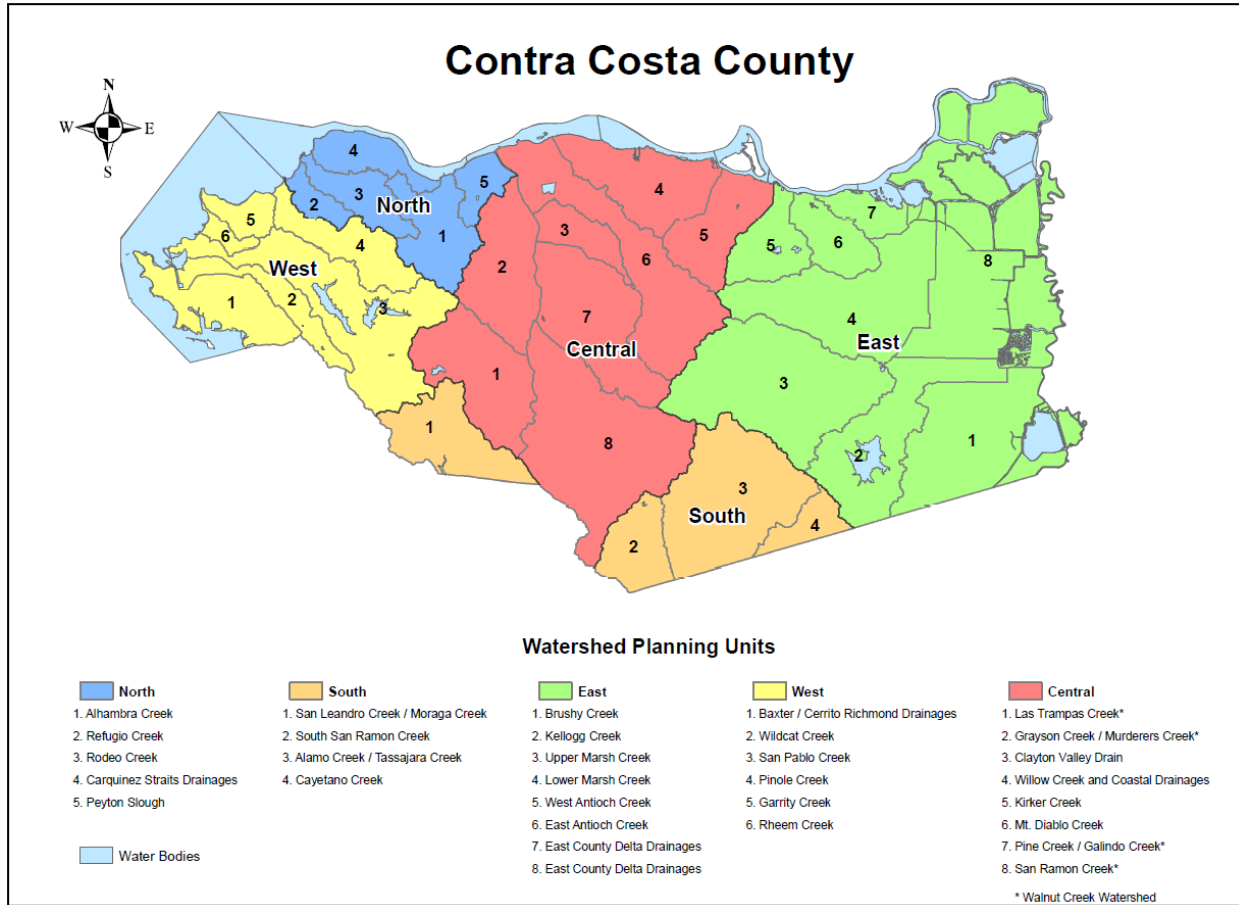 Contra Costa County
N
W E
S
4
5
2 3 North
1
5
6
4
West
1 2 3
4
3 5
2 6
7
Central
1
8
7
5 6
8
4
East
3
2 1
1
3
South
2 4
Watershed Planning Units
North
1. Alhambra Creek
2. Refugio Creek
3. Rodeo Creek
4. Carquinez Straits Drainages
5. Peyton Slough
Water Bodies
South
1. San Leandro Creek / Moraga Creek
2. South San Ramon Creek
3. Alamo Creek / Tassajara Creek
4. Cayetano Creek
East
1. Brushy Creek
2. Kellogg Creek
3. Upper Marsh Creek
4. Lower Marsh Creek
5. West Antioch Creek
6. East Antioch Creek
7. East County Delta Drainages
8. East County Delta Drainages
West
1. Baxter / Cerrito Richmond Drainages
2. Wildcat Creek
3. San Pablo Creek
4. Pinole Creek
5. Garrity Creek
6. Rheem Creek
Central
1. Las Trampas Creek*
2. Grayson Creek / Murderers Creek*
3. Clayton Valley Drain
4. Willow Creek and Coastal Drainages
5. Kirker Creek
6. Mt. Diablo Creek
7. Pine Creek / Galindo Creek*
8. San Ramon Creek*
* Walnut Creek Watershed